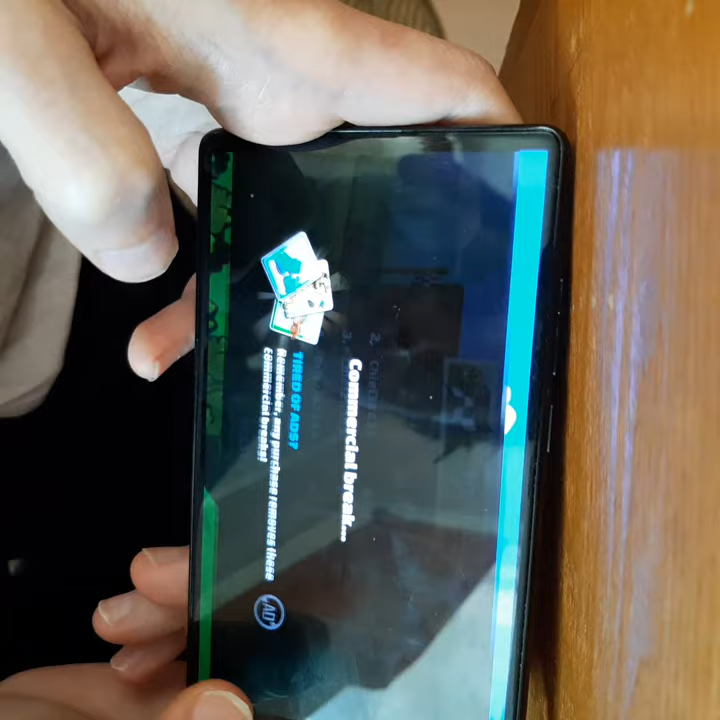 Commercial break...
TIRED OF ADS?
Remember, any purchase removes these
commercial breaks!
AD